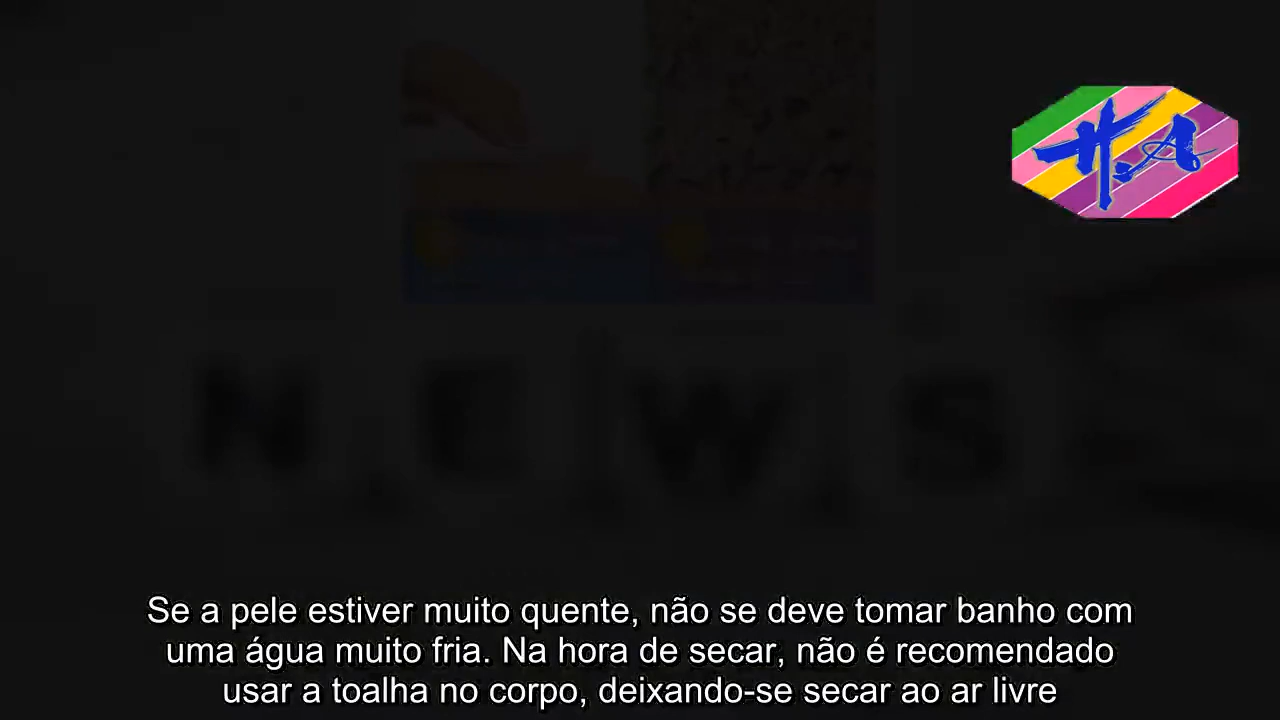 H.A
N E W S
Se a pele estiver muito quente, não se deve tomar banho com
uma água muito fria. Na hora de secar, não é recomendado
usar a toalha no corpo, deixando-se secar ao ar livre